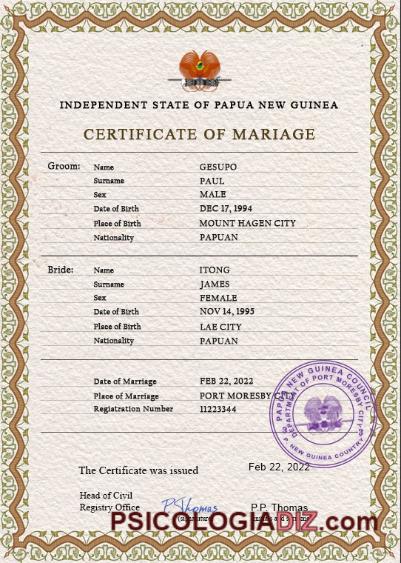 INDEPENDENT STATE OF PAPUA NEW GUINEA
CERTIFICATE OF MARIAGE
Groom: Name GESUPO
Surname PAUL
Sex MALE
Date of Birth DEC 17, 1994
Place of Birth MOUNT HAGEN CITY
Nationality PAPUAN
Bride: Name ITONG
Surname JAMES
Sex FEMALE
Date of Birth NOV 14, 1995
Place of Birth LAE CITY
Nationality PAPUAN
Date of Marriage FEB 22, 2022
Place of Marriage PORT MORESBY CITY
Registration Number 11223344
PAPUA NEW GUINEA COUNCIL
DEPARTMENT OF PORT MORESBY CITY
P. NEW GUINEA COUNTRY
The Certificate was issued Feb 22, 2022
Head of Civil
Registry Office P.Thomas P.P. Thomas
PSICOLOGIADIZ.com